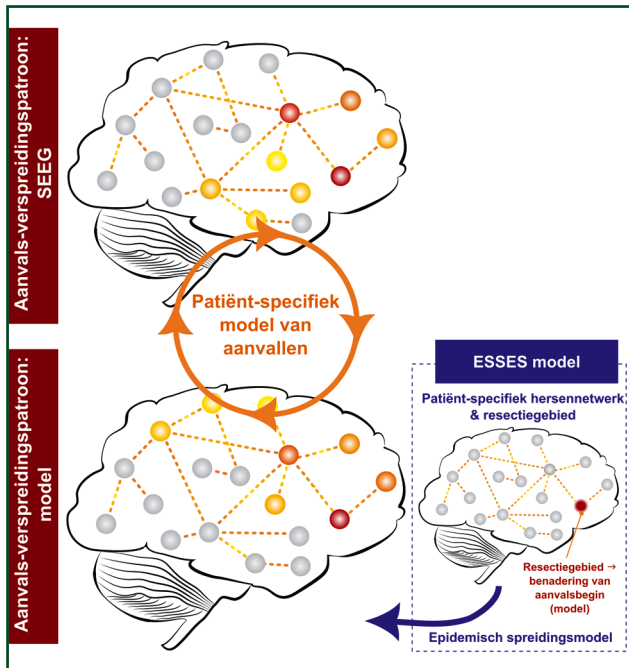 Aanvals-verspreidingspatroon:
SEEG
Patiënt-specifiek
model van
aanvallen
Aanvals-verspreidingspatroon:
model
ESSES model
Patiënt-specifiek hersennetwerk
& resectiegebied
Resectiegebied →
benadering van
aanvalsbegin
(model)
Epidemisch spreidingsmodel